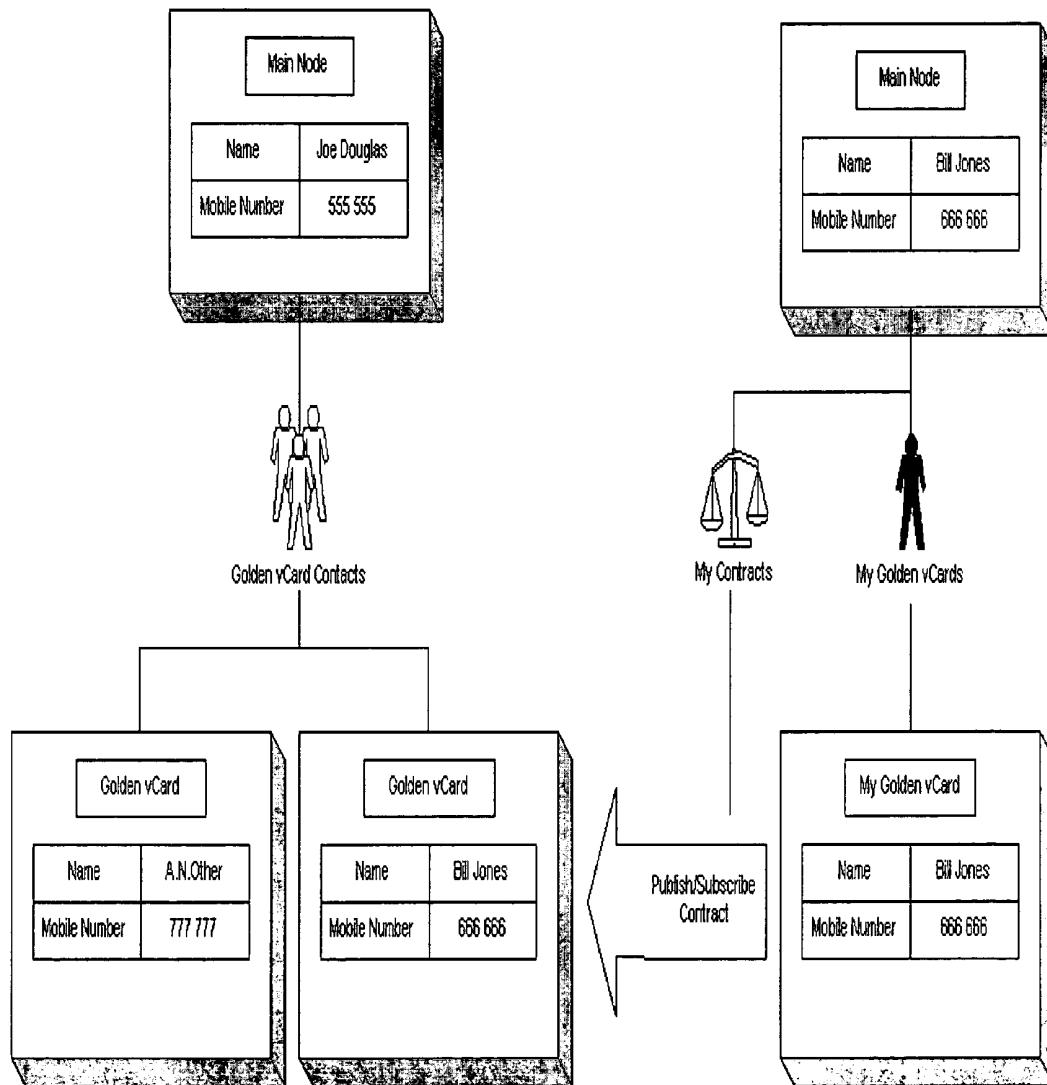 Main Node
Name Joe Douglas
Mobile Number 555 555
Main Node
Name Bill Jones
Mobile Number 666 666
Golden vCard Contacts
My Contracts
My Golden vCards
Golden vCard
Name A.N.Other
Mobile Number 777 777
Golden vCard
Name Bill Jones
Mobile Number 666 666
Publish/Subscribe
Contract
My Golden vCard
Name Bill Jones
Mobile Number 666 666